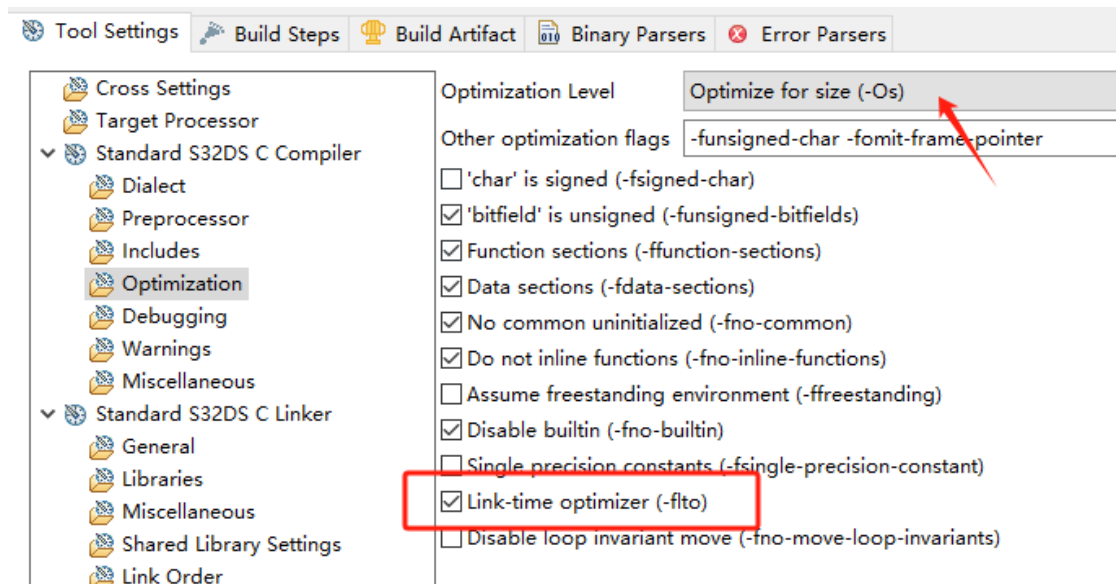 Tool Settings Build Steps Build Artifact Binary Parsers Error Parsers
Cross Settings
Target Processor
Standard S32DS C Compiler
Dialect
Preprocessor
Includes
Optimization
Debugging
Warnings
Miscellaneous
Standard S32DS C Linker
General
Libraries
Miscellaneous
Shared Library Settings
Link Order
Optimization Level Optimize for size (-Os)
Other optimization flags -funsigned-char -fomit-frame-pointer
'char' is signed (-fsigned-char)
'bitfield' is unsigned (-funsigned-bitfields)
Function sections (-ffunction-sections)
Data sections (-fdata-sections)
No common uninitialized (-fno-common)
Do not inline functions (-fno-inline-functions)
Assume freestanding environment (-ffreestanding)
Disable builtin (-fno-builtin)
Single precision constants (-fsingle-precision-constant)
Link-time optimizer (-flto)
Disable loop invariant move (-fno-move-loop-invariants)